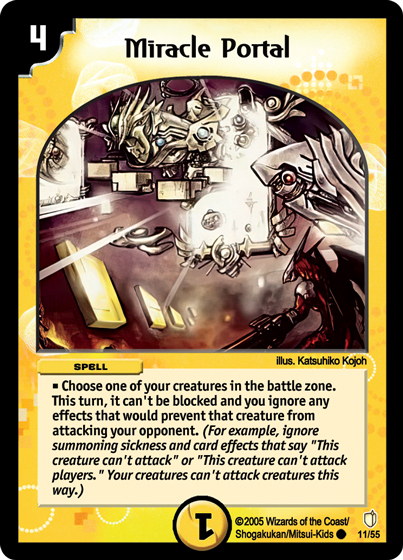 4
Miracle Portal
illus. Katsuhiko Kojoh
SPELL
▪ Choose one of your creatures in the battle zone.
This turn, it can't be blocked and you ignore any
effects that would prevent that creature from
attacking your opponent. (For example, ignore
summoning sickness and card effects that say "This
creature can't attack" or "This creature can't attack
players." Your creatures can't attack creatures this
way.)
1
©2005 Wizards of the Coast/
Shogakukan/Mitsui-Kids ● 11/55